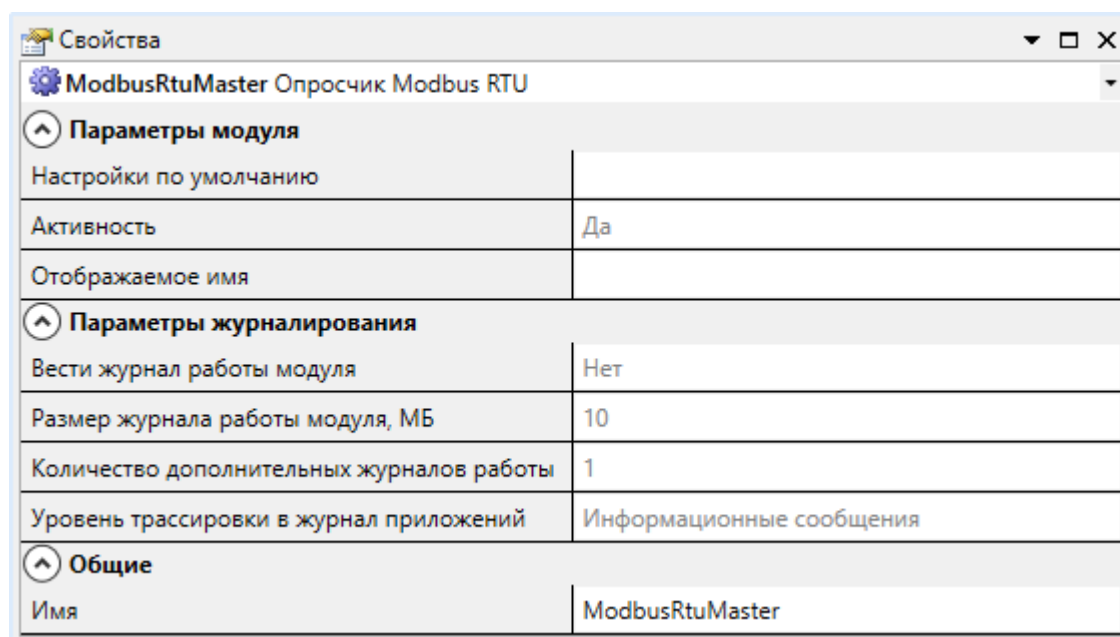 Свойства
ModbusRtuMaster Опросчик Modbus RTU
Параметры модуля
Настройки по умолчанию
Активность Да
Отображаемое имя
Параметры журналирования
Вести журнал работы модуля Нет
Размер журнала работы модуля, МБ 10
Количество дополнительных журналов работы 1
Уровень трассировки в журнал приложений Информационные сообщения
Общие
Имя ModbusRtuMaster